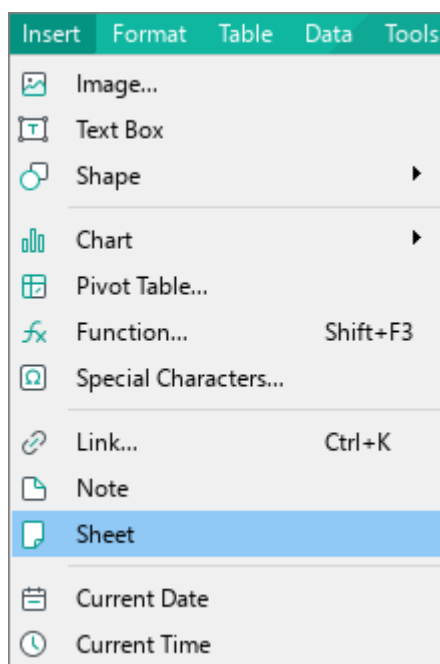 Insert Format Table Data Tools
Image...
Text Box
Shape
Chart
Pivot Table...
Function... Shift+F3
Special Characters...
Link... Ctrl+K
Note
Sheet
Current Date
Current Time